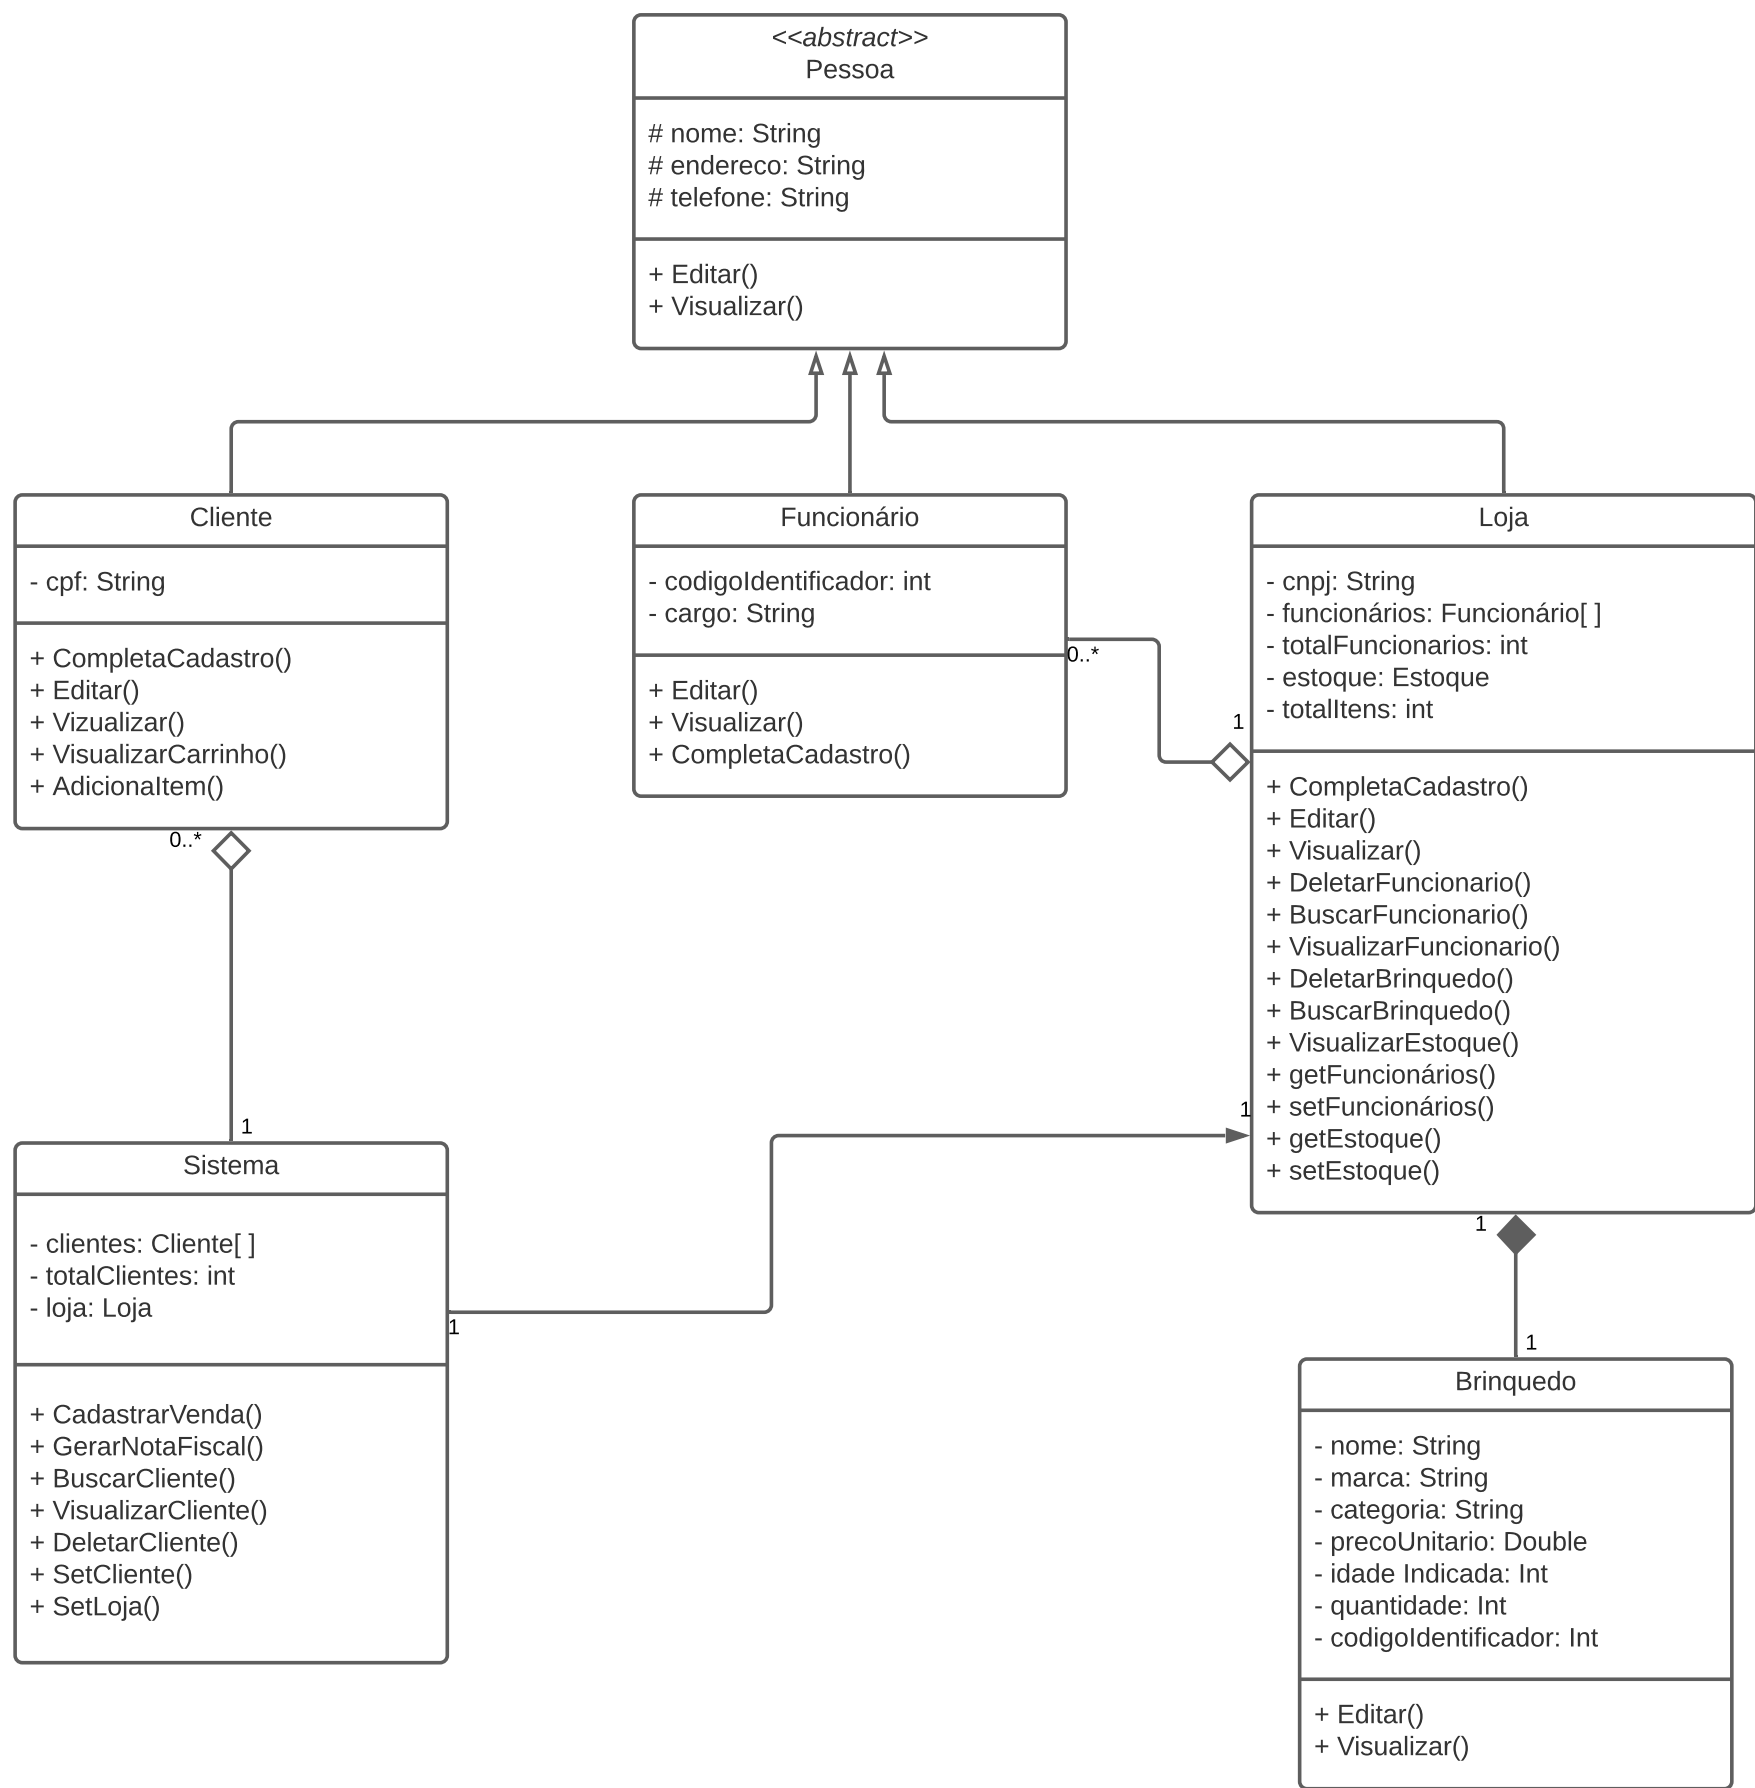 <<abstract>>
Pessoa
# nome: String
# endereco: String
# telefone: String
+ Editar()
+ Visualizar()
Cliente
- cpf: String
+ CompletaCadastro()
+ Editar()
+ Vizualizar()
+ VisualizarCarrinho()
+ AdicionaItem()
0..*
Funcionário
- codigoIdentificador: int
- cargo: String
+ Editar()
+ Visualizar()
+ CompletaCadastro()
0..*
1
Loja
- cnpj: String
- funcionários: Funcionário[ ]
- totalFuncionarios: int
- estoque: Estoque
- totalItens: int
+ CompletaCadastro()
+ Editar()
+ Visualizar()
+ DeletarFuncionario()
+ BuscarFuncionario()
+ VisualizarFuncionario()
+ DeletarBrinquedo()
+ BuscarBrinquedo()
+ VisualizarEstoque()
+ getFuncionários()
+ setFuncionários()
+ getEstoque()
+ setEstoque()
1
1
1
Sistema
- clientes: Cliente[ ]
- totalClientes: int
- loja: Loja
+ CadastrarVenda()
+ GerarNotaFiscal()
+ BuscarCliente()
+ VisualizarCliente()
+ DeletarCliente()
+ SetCliente()
+ SetLoja()
1
1
Brinquedo
- nome: String
- marca: String
- categoria: String
- precoUnitario: Double
- idade Indicada: Int
- quantidade: Int
- codigoIdentificador: Int
+ Editar()
+ Visualizar()